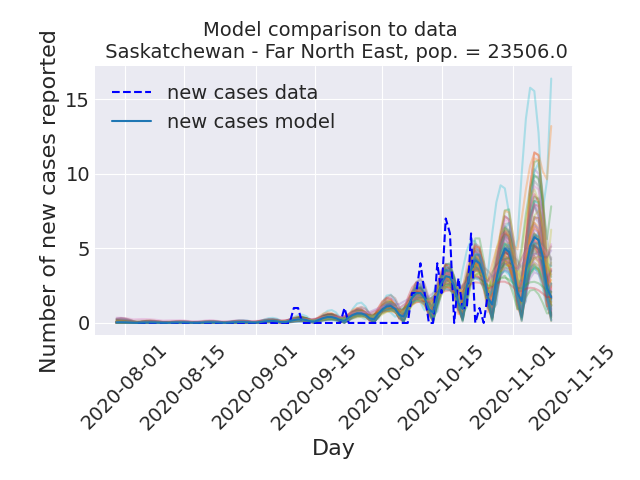 Model comparison to data
Saskatchewan - Far North East, pop. = 23506.0
Number of new cases reported
new cases data
new cases model
15
10
5
0
2020-08-01
2020-08-15
2020-09-01
2020-09-15
2020-10-01
2020-10-15
2020-11-01
2020-11-15
Day